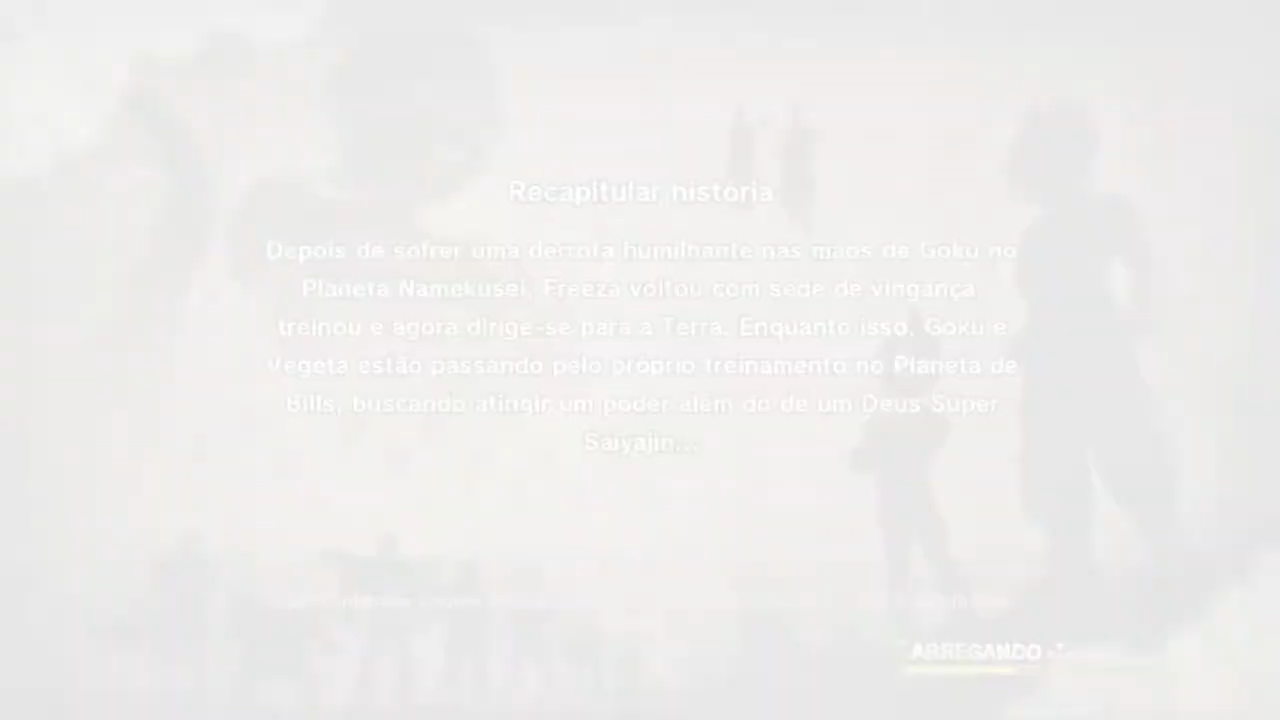 Recapitular história
Depois de sofrer uma derrota humilhante nas mãos de Goku no
Planeta Namekusei, Freeza voltou com sede de vingança,
treinou e agora dirige-se para a Terra. Enquanto isso, Goku e
Vegeta estão passando pelo próprio treinamento no Planeta de
Bills, buscando atingir um poder além do de um Deus Super
Saiyajin...
ARREGANDO